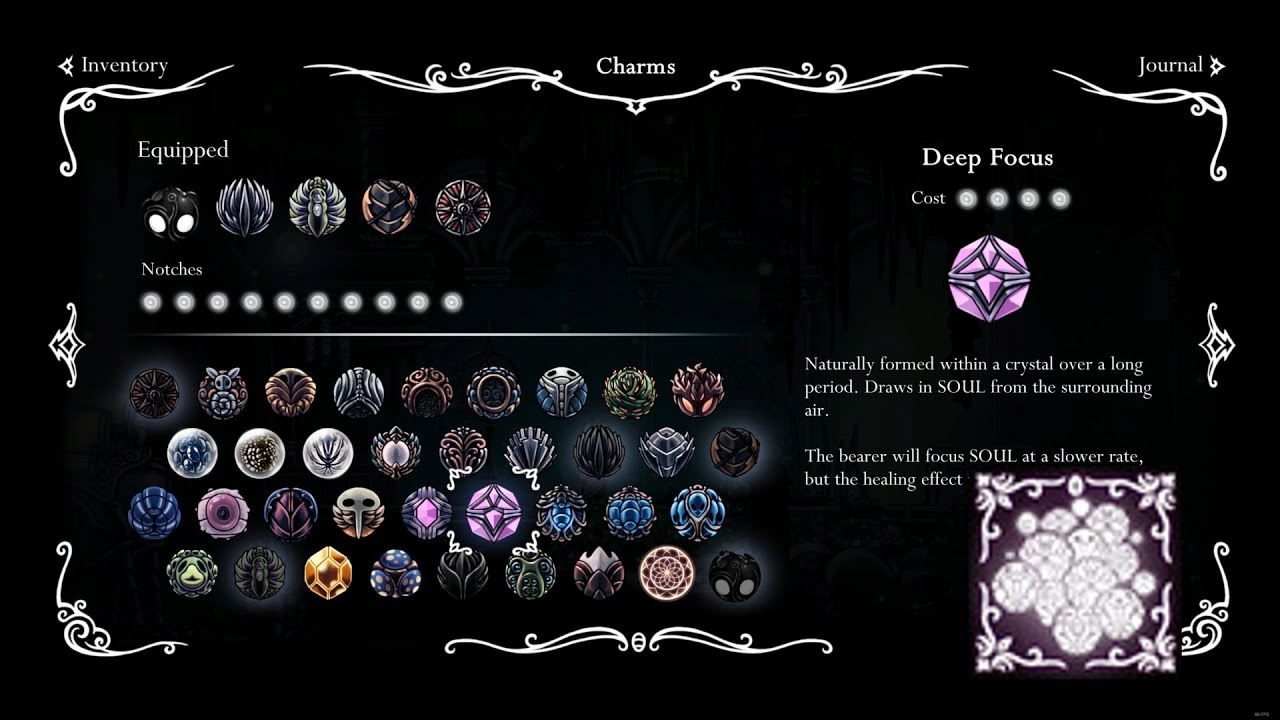 Inventory
Charms
Journal
Equipped
Deep Focus
Cost
Notches
Naturally formed within a crystal over a long
period. Draws in SOUL from the surrounding
air.
The bearer will focus SOUL at a slower rate,
but the healing effect